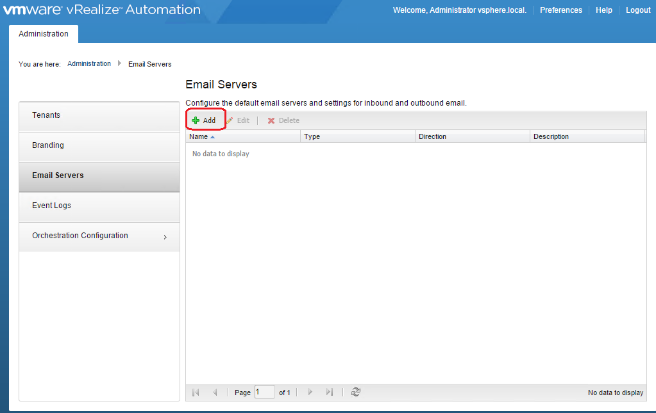 vmware vRealize™ Automation
Welcome, Administrator vsphere.local. Preferences Help Logout
Administration
You are here: Administration Email Servers
Email Servers
Configure the default email servers and settings for inbound and outbound email.
Add Edit Delete
Name Type Direction Description
No data to display
Tenants
Branding
Email Servers
Event Logs
Orchestration Configuration
Page 1 of 1
No data to display